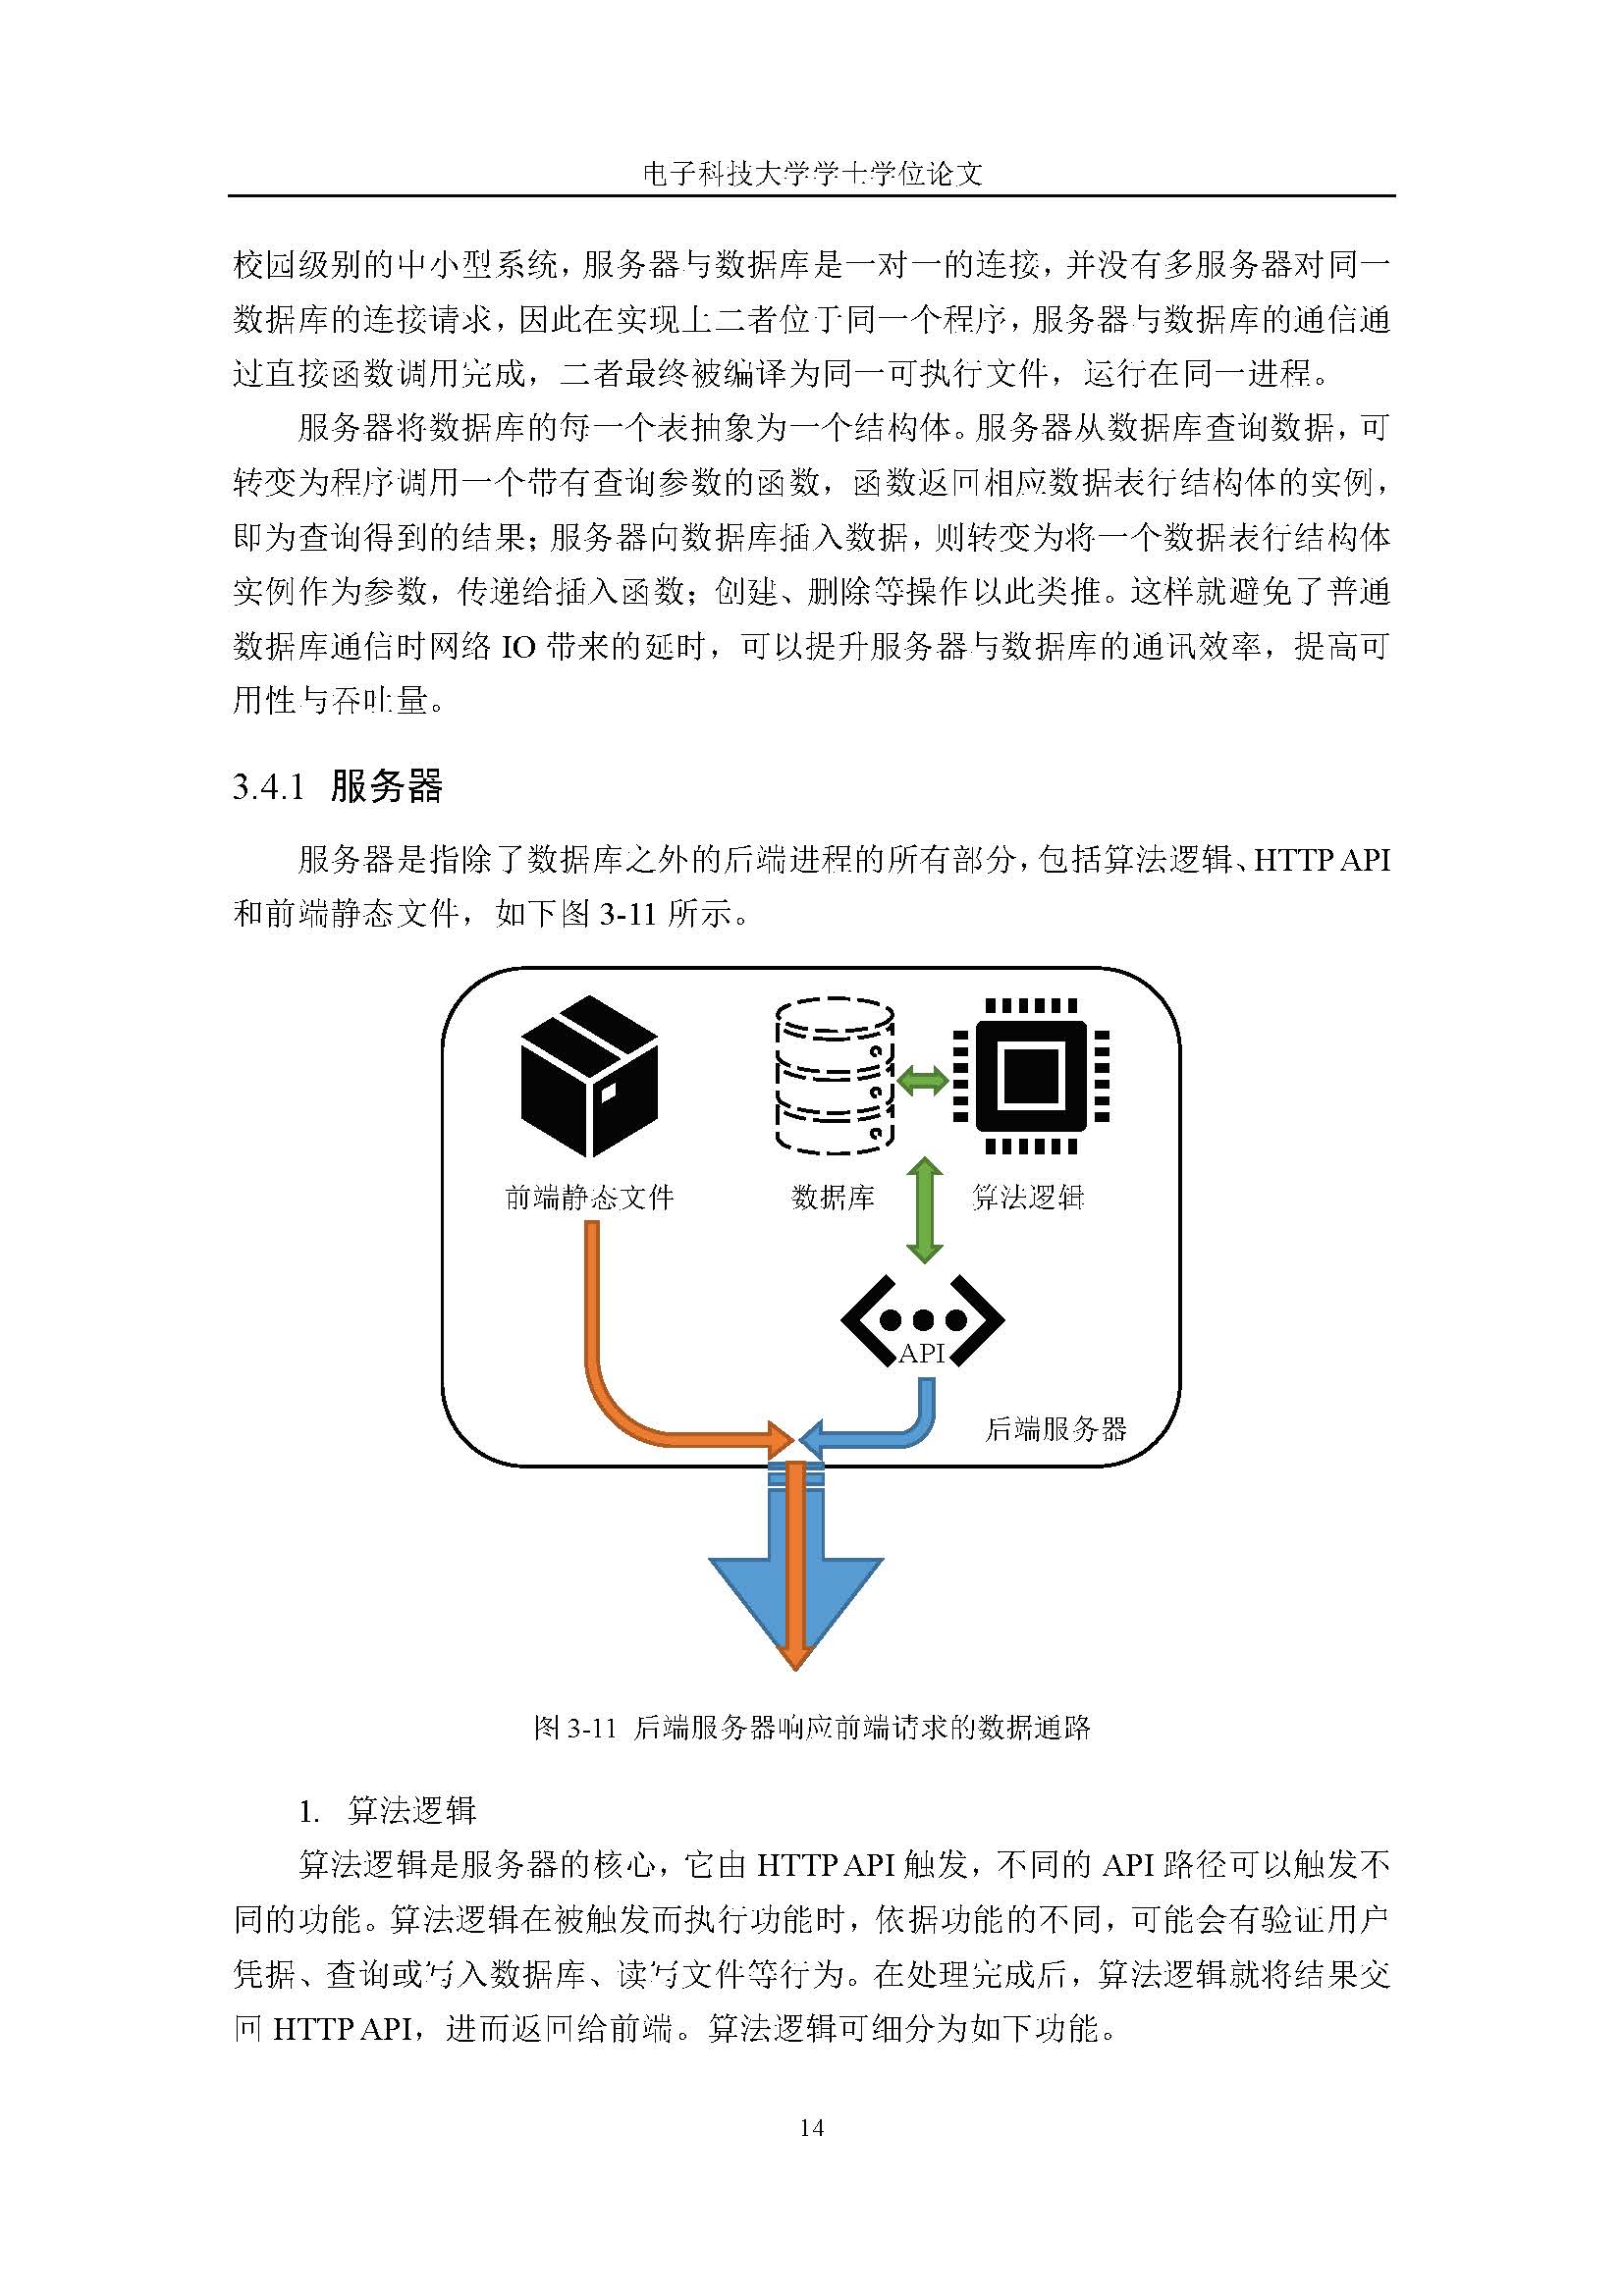 电子科技大学学士学位论文
校园级别的中小型系统，服务器与数据库是一对一的连接，并没有多服务器对同一
数据库的连接请求，因此在实现上二者位于同一个程序，服务器与数据库的通信通
过直接函数调用完成，二者最终被编译为同一可执行文件，运行在同一进程。
服务器将数据库的每一个表抽象为一个结构体。服务器从数据库查询数据，可
转变为程序调用一个带有查询参数的函数，函数返回相应数据表行结构体的实例，
即为查询得到的结果；服务器向数据库插入数据，则转变为将一个数据表行结构体
实例作为参数，传递给插入函数；创建、删除等操作以此类推。这样就避免了普通
数据库通信时网络 IO 带来的延时，可以提升服务器与数据库的通讯效率，提高可
用性与吞吐量。
3.4.1 服务器
服务器是指除了数据库之外的后端进程的所有部分，包括算法逻辑、HTTP API
和前端静态文件，如下图 3-11 所示。
前端静态文件
数据库
算法逻辑
API
后端服务器
图 3-11 后端服务器响应前端请求的数据通路
1. 算法逻辑
算法逻辑是服务器的核心，它由 HTTP API 触发，不同的 API 路径可以触发不
同的功能。算法逻辑在被触发而执行功能时，依据功能的不同，可能会有验证用户
凭据、查询或写入数据库、读写文件等行为。在处理完成后，算法逻辑就将结果交
回 HTTP API，进而返回给前端。算法逻辑可细分为如下功能。
14